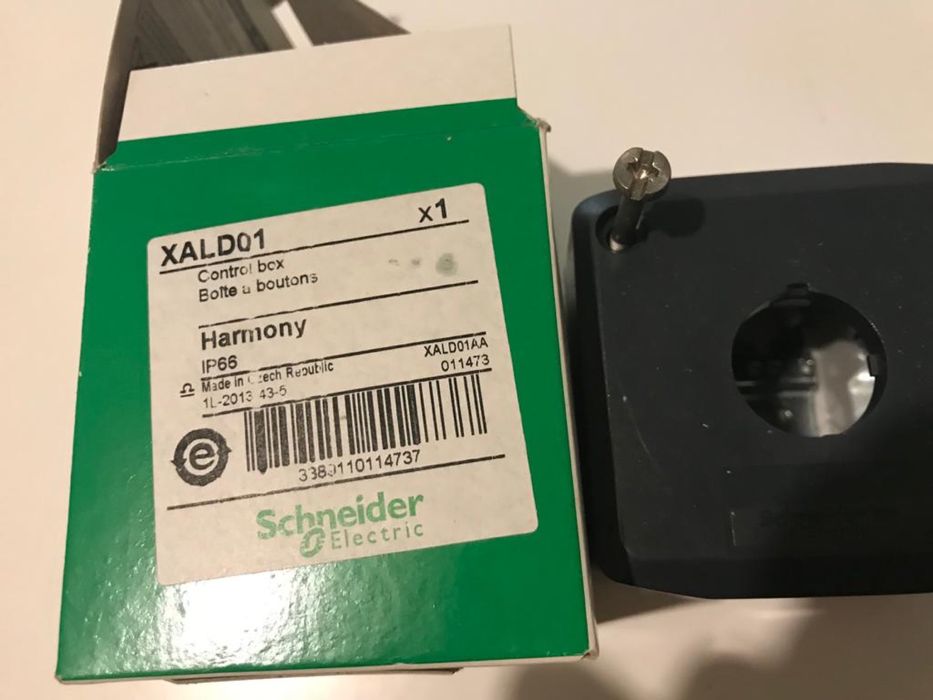 XALD01 x1
Control box
Boîte à boutons
Harmony
IP66
XALD01AA
Made in Czech Republic
011473
1L-2013 43-5
3389110114737
Schneider
Electric